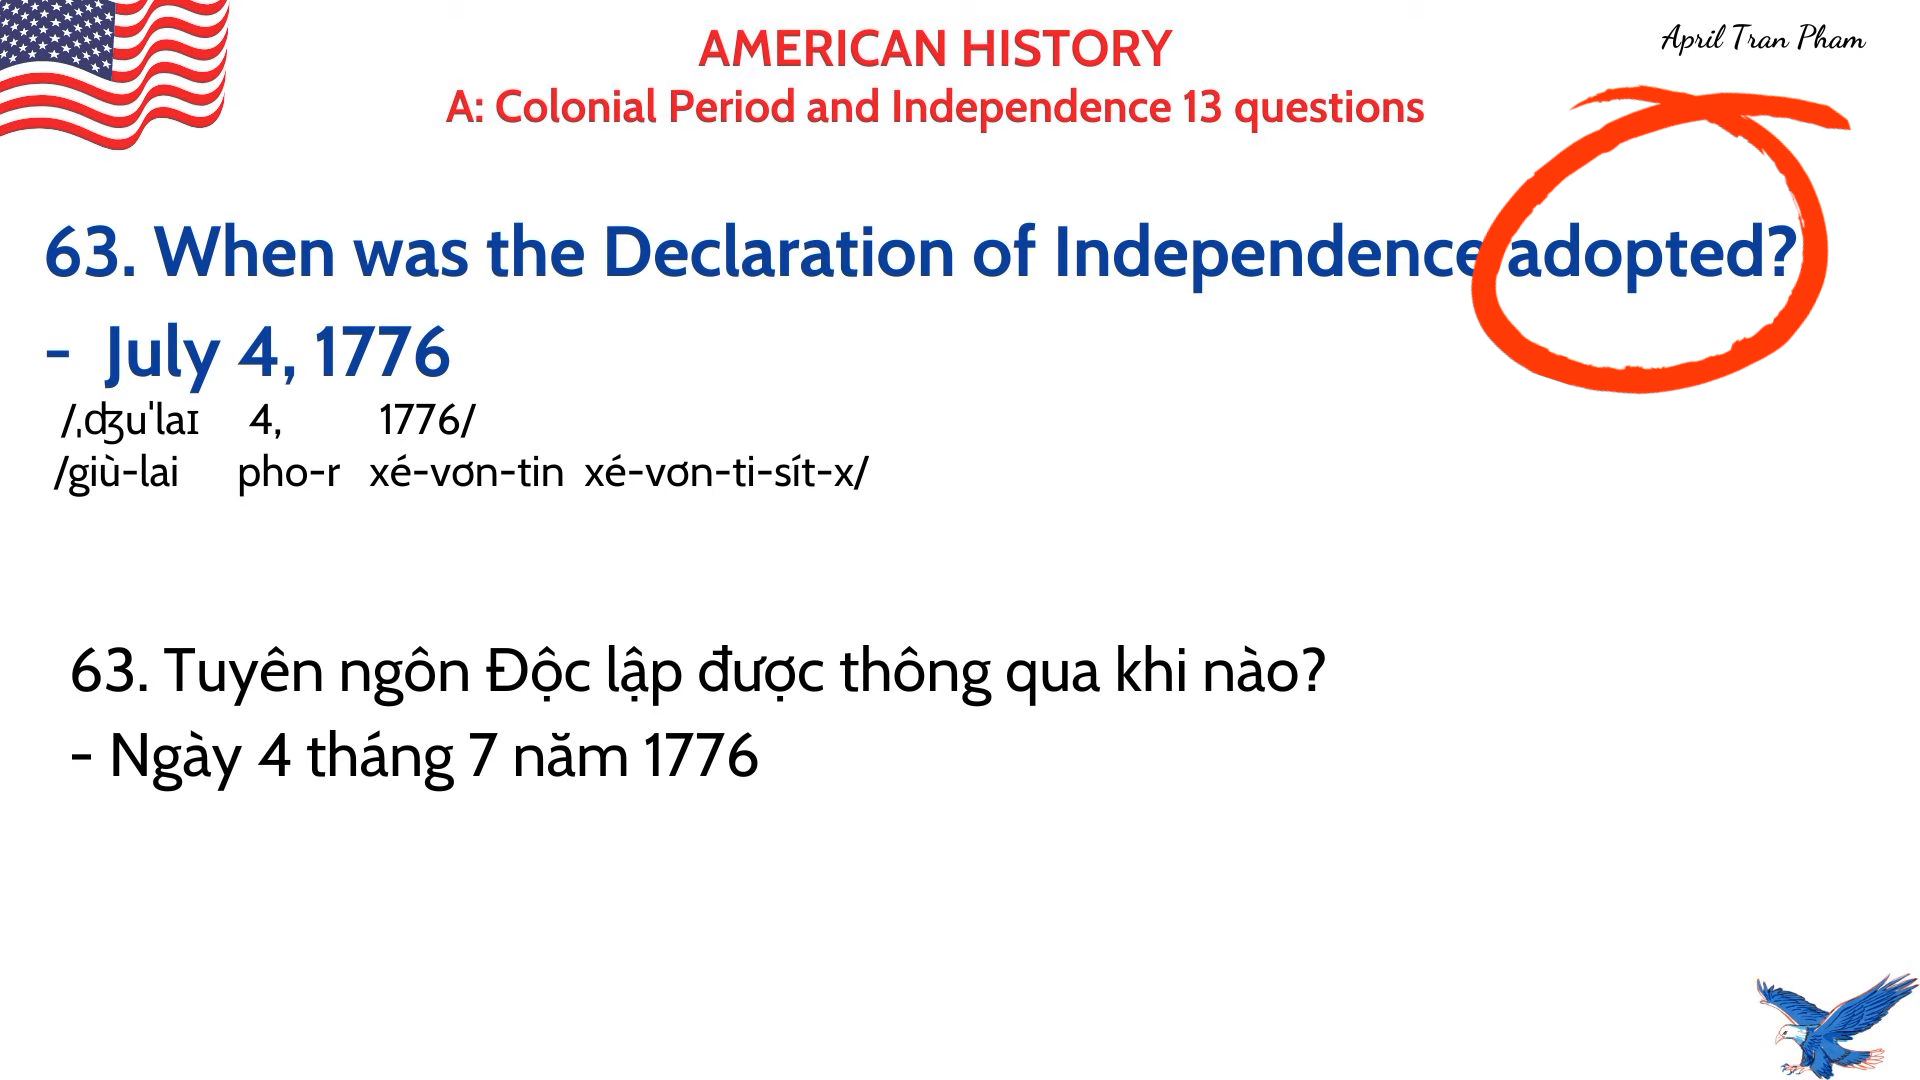 AMERICAN HISTORY
April Tran Pham
A: Colonial Period and Independence 13 questions
63. When was the Declaration of Independence adopted?
- July 4, 1776
/ˌʤuˈlaɪ 4, 1776/
/giù-lai pho-r xé-vơn-tin xé-vơn-ti-sít-x/
63. Tuyên ngôn Độc lập được thông qua khi nào?
- Ngày 4 tháng 7 năm 1776